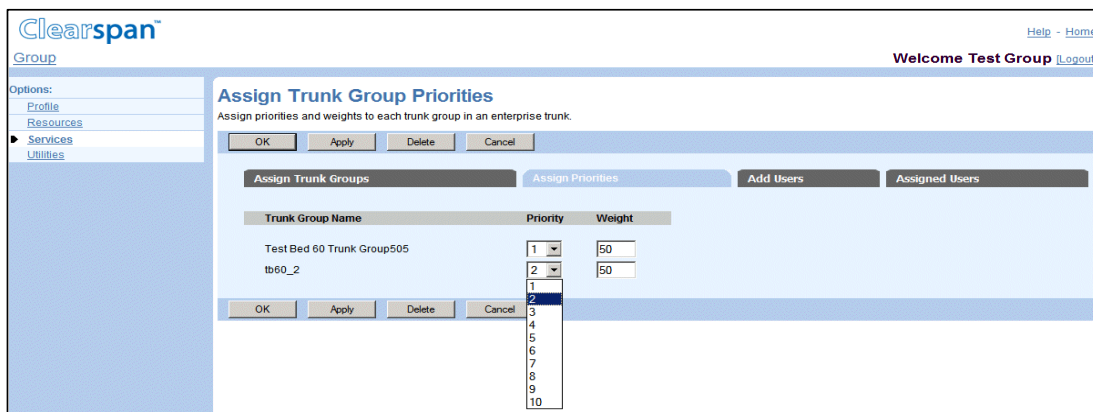 Clearspan™
Help - Home
Group
Welcome Test Group [Logout
Options:
Profile
Resources
Services
Utilities
Assign Trunk Group Priorities
Assign priorities and weights to each trunk group in an enterprise trunk.
OK Apply Delete Cancel
Assign Trunk Groups Assign Priorities Add Users Assigned Users
Trunk Group Name Priority Weight
Test Bed 60 Trunk Group505 1 50
tb60_2 2 50
OK Apply Delete Cancel
1
2
3
4
5
6
7
8
9
10